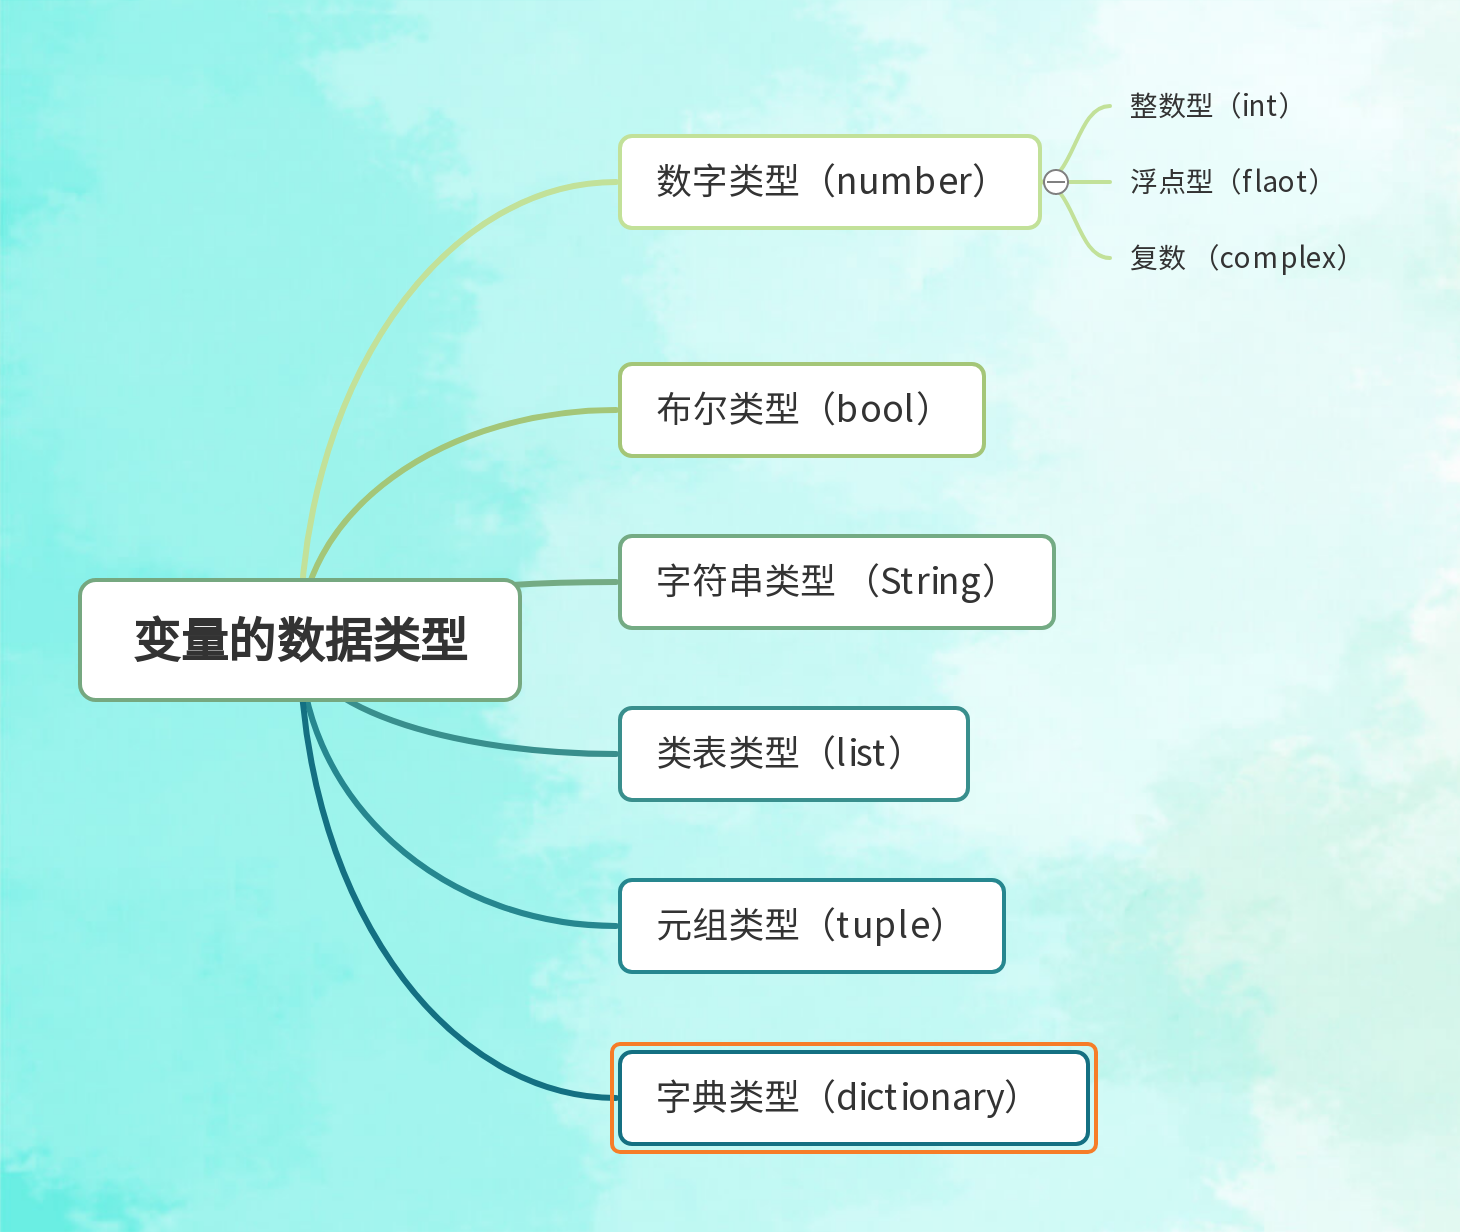 整数型（int）
数字类型（number）
浮点型（flaot）
复数 （complex）
布尔类型（bool）
字符串类型 （String）
变量的数据类型
类表类型（list）
元组类型（tuple）
字典类型（dictionary）